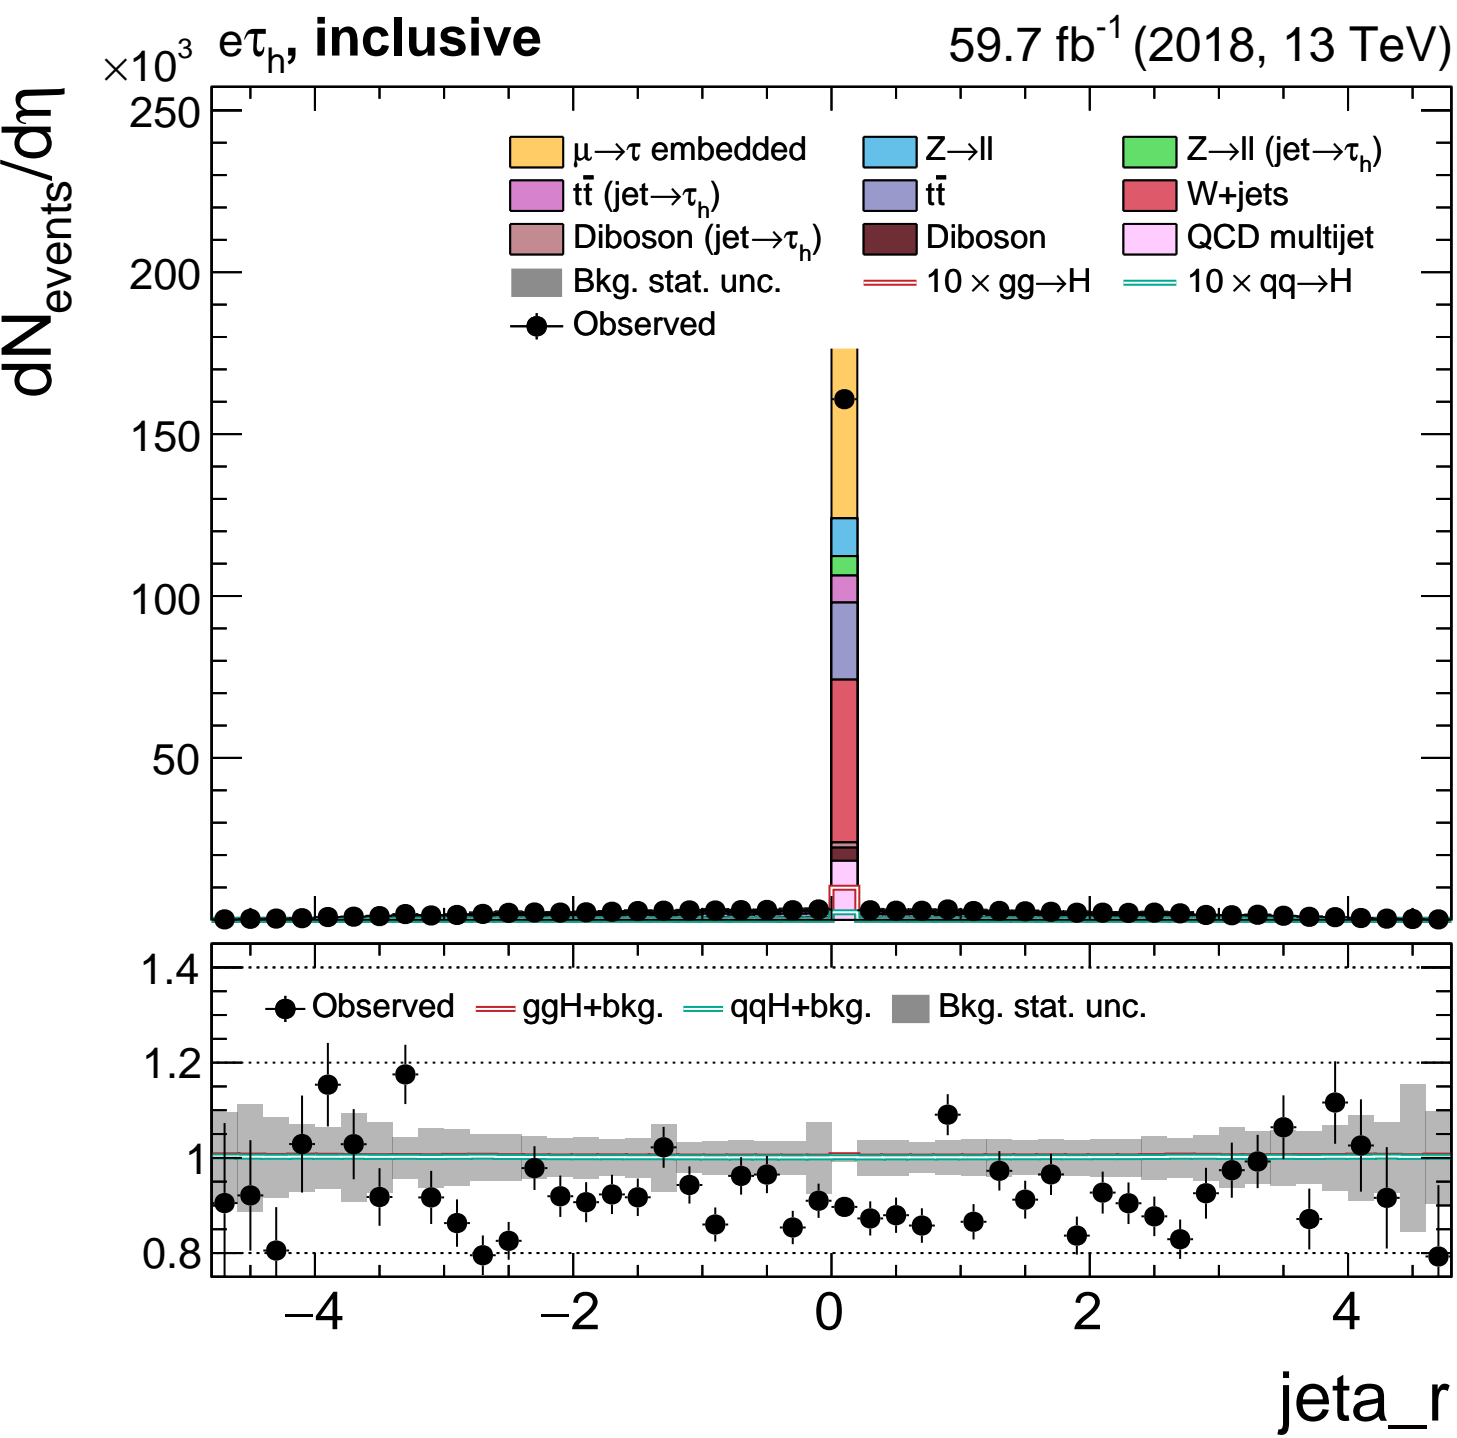 eτh, inclusive 59.7 fb-1 (2018, 13 TeV)
×10³
dNevents/dη
250
200
150
100
50
μ→τ embedded Z→ll Z→ll (jet→τh)
tt̄ (jet→τh) tt̄ W+jets
Diboson (jet→τh) Diboson QCD multijet
Bkg. stat. unc. 10 × gg→H 10 × qq→H
Observed
1.4
1.2
1
0.8
Observed ggH+bkg. qqH+bkg. Bkg. stat. unc.
−4 −2 0 2 4
jeta_r